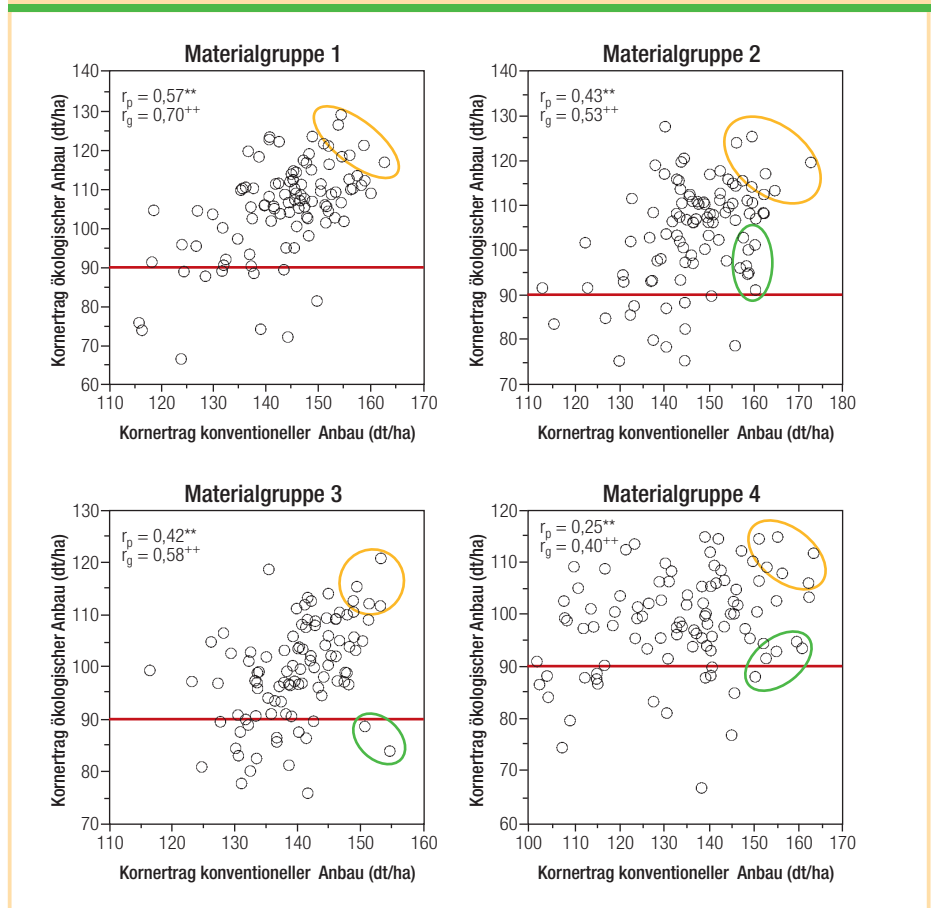 Materialgruppe 1
r_p = 0,57**
r_g = 0,70⁺⁺
Kornertrag ökologischer Anbau (dt/ha)
140
130
120
110
100
90
80
70
60
110 120 130 140 150 160 170
Kornertrag konventioneller Anbau (dt/ha)
Materialgruppe 2
r_p = 0,43**
r_g = 0,53⁺⁺
Kornertrag ökologischer Anbau (dt/ha)
140
130
120
110
100
90
80
70
110 120 130 140 150 160 170 180
Kornertrag konventioneller Anbau (dt/ha)
Materialgruppe 3
r_p = 0,42**
r_g = 0,58⁺⁺
Kornertrag ökologischer Anbau (dt/ha)
130
120
110
100
90
80
70
110 120 130 140 150 160
Kornertrag konventioneller Anbau (dt/ha)
Materialgruppe 4
r_p = 0,25**
r_g = 0,40⁺⁺
Kornertrag ökologischer Anbau (dt/ha)
120
110
100
90
80
70
60
100 110 120 130 140 150 160 170
Kornertrag konventioneller Anbau (dt/ha)